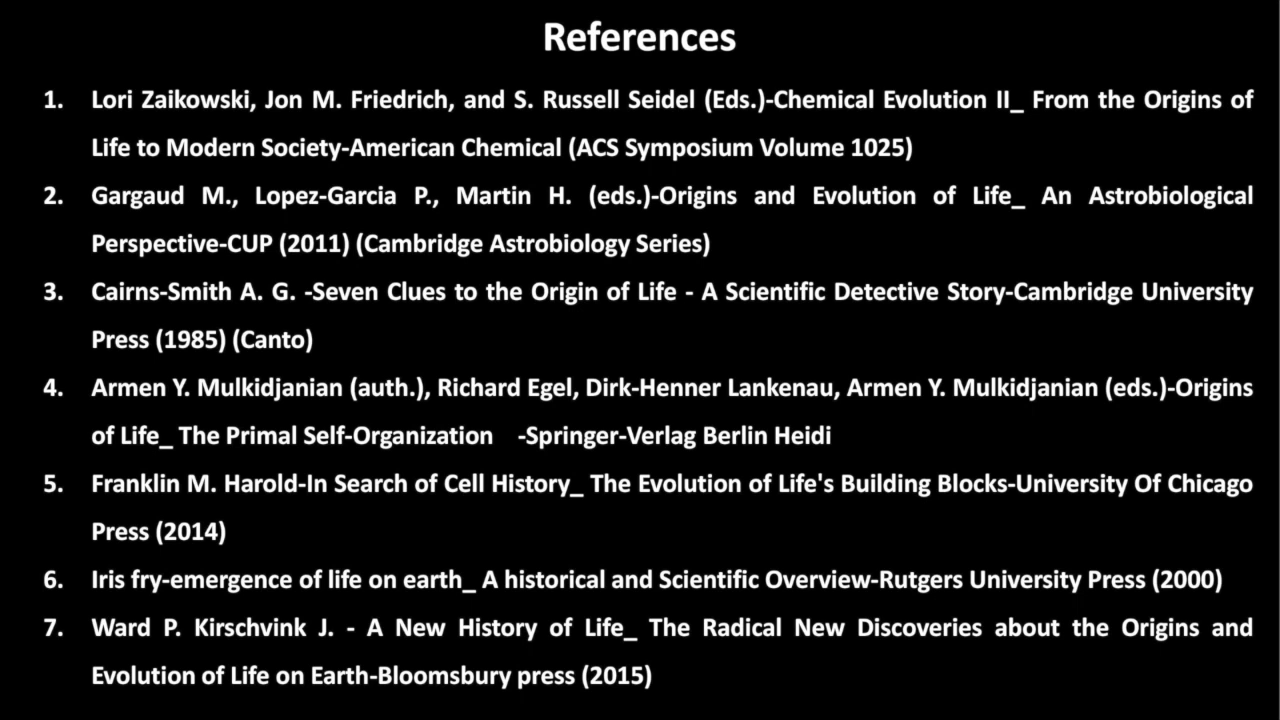 References
1. Lori Zaikowski, Jon M. Friedrich, and S. Russell Seidel (Eds.)-Chemical Evolution II_ From the Origins of
Life to Modern Society-American Chemical (ACS Symposium Volume 1025)
2. Gargaud M., Lopez-Garcia P., Martin H. (eds.)-Origins and Evolution of Life_ An Astrobiological
Perspective-CUP (2011) (Cambridge Astrobiology Series)
3. Cairns-Smith A. G. -Seven Clues to the Origin of Life - A Scientific Detective Story-Cambridge University
Press (1985) (Canto)
4. Armen Y. Mulkidjanian (auth.), Richard Egel, Dirk-Henner Lankenau, Armen Y. Mulkidjanian (eds.)-Origins
of Life_ The Primal Self-Organization -Springer-Verlag Berlin Heidi
5. Franklin M. Harold-In Search of Cell History_ The Evolution of Life's Building Blocks-University Of Chicago
Press (2014)
6. Iris fry-emergence of life on earth_ A historical and Scientific Overview-Rutgers University Press (2000)
7. Ward P. Kirschvink J. - A New History of Life_ The Radical New Discoveries about the Origins and
Evolution of Life on Earth-Bloomsbury press (2015)